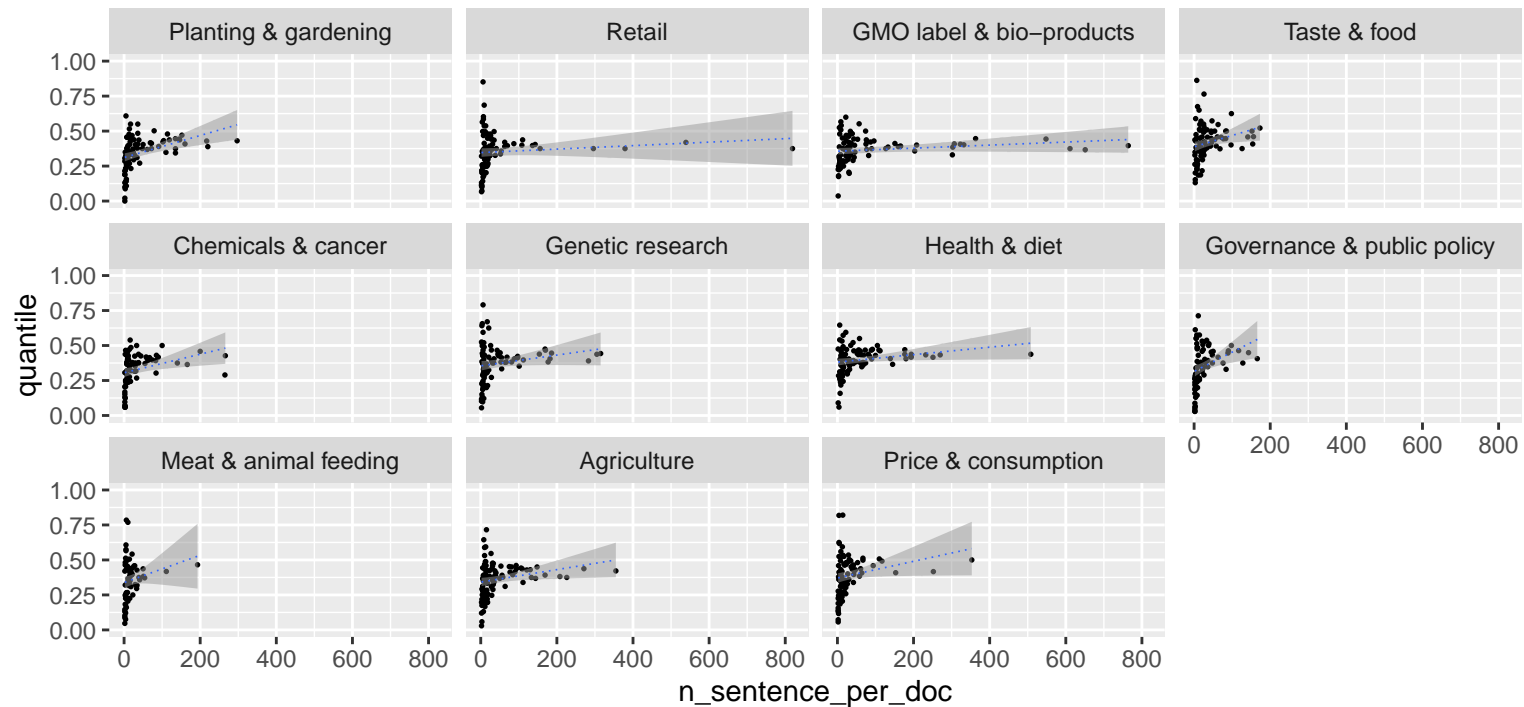 Planting & gardening
Retail
GMO label & bio−products
Taste & food
1.00
0.75
0.50
0.25
0.00
Chemicals & cancer
Genetic research
Health & diet
Governance & public policy
1.00
0.75
0.50
0.25
0.00
0 200 400 600 800
quantile
Meat & animal feeding
Agriculture
Price & consumption
1.00
0.75
0.50
0.25
0.00
0 200 400 600 800
0 200 400 600 800
0 200 400 600 800
n_sentence_per_doc